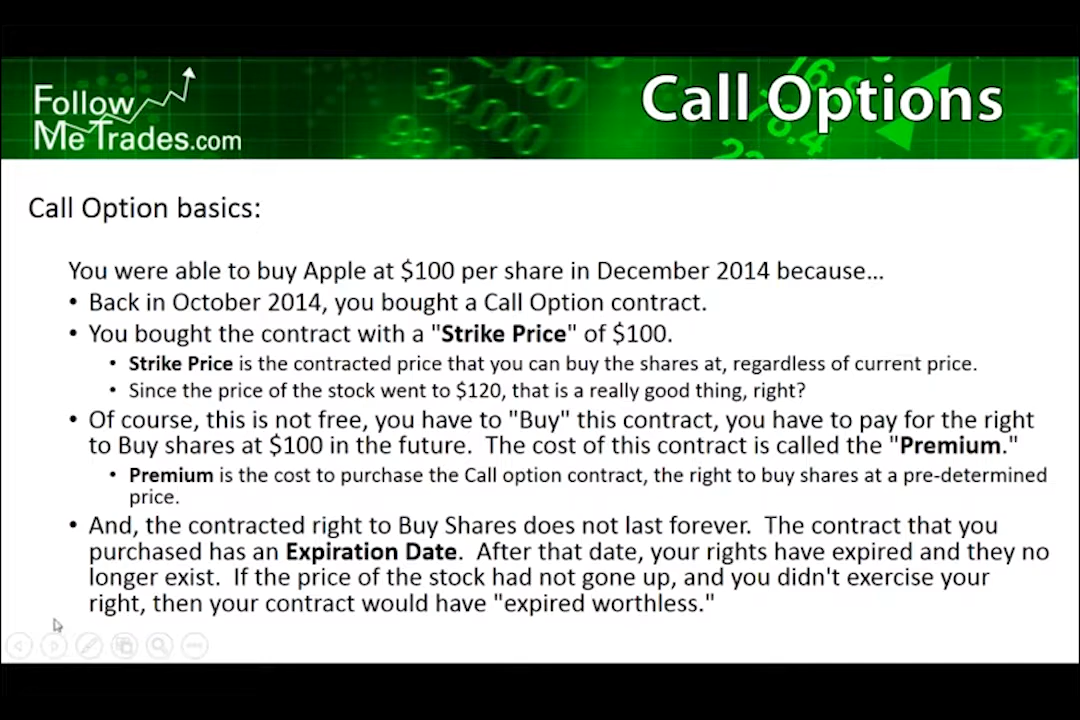 Follow
Me Trades.com
Call Options
Call Option basics:
You were able to buy Apple at $100 per share in December 2014 because...
• Back in October 2014, you bought a Call Option contract.
• You bought the contract with a "Strike Price" of $100.
• Strike Price is the contracted price that you can buy the shares at, regardless of current price.
• Since the price of the stock went to $120, that is a really good thing, right?
• Of course, this is not free, you have to "Buy" this contract, you have to pay for the right
to Buy shares at $100 in the future. The cost of this contract is called the "Premium."
• Premium is the cost to purchase the Call option contract, the right to buy shares at a pre-determined
price.
• And, the contracted right to Buy Shares does not last forever. The contract that you
purchased has an Expiration Date. After that date, your rights have expired and they no
longer exist. If the price of the stock had not gone up, and you didn't exercise your
right, then your contract would have "expired worthless."